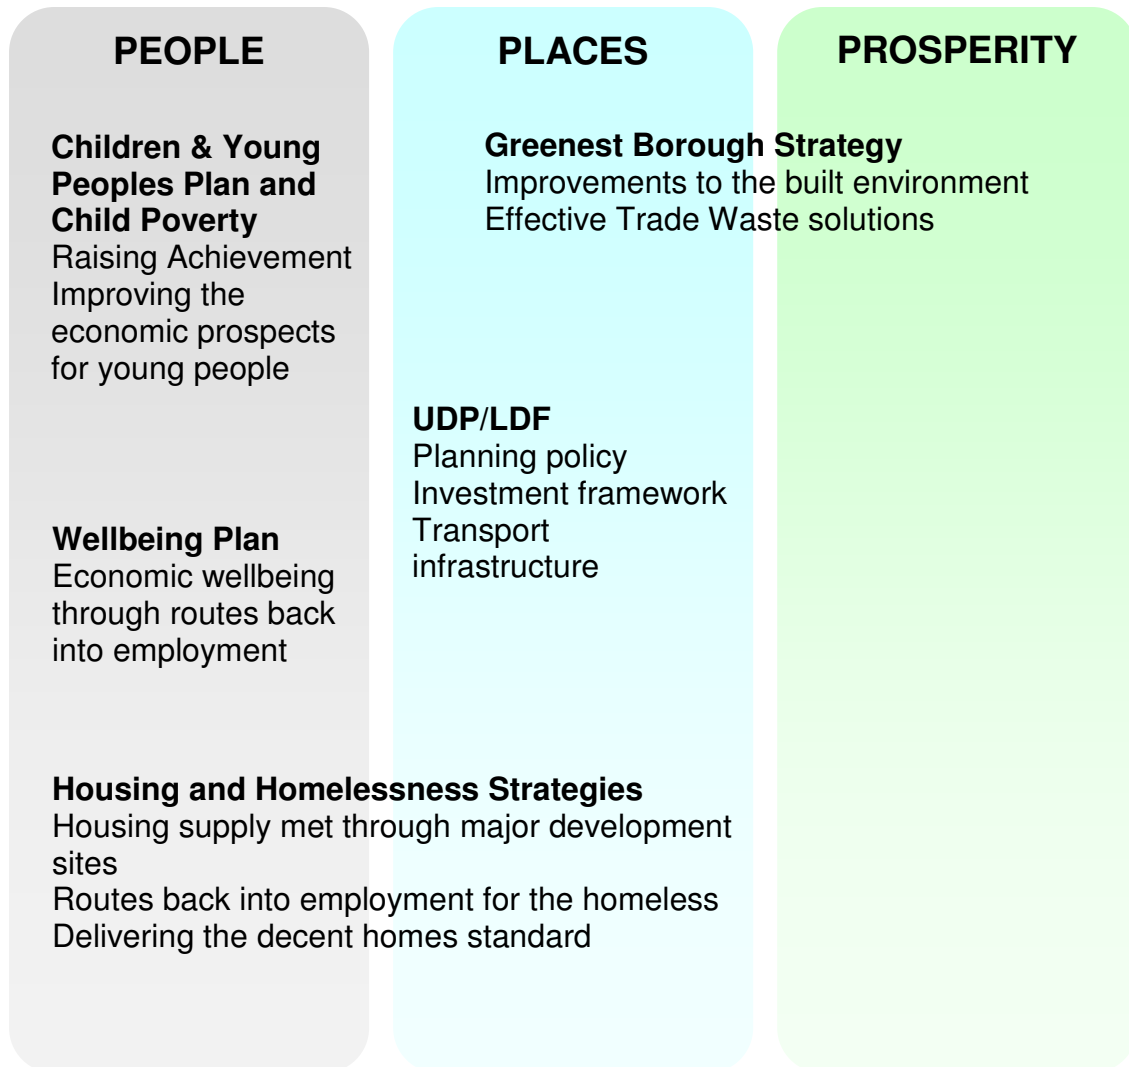 PEOPLE
PLACES
PROSPERITY
Children & Young
Peoples Plan and
Child Poverty
Raising Achievement
Improving the
economic prospects
for young people
Wellbeing Plan
Economic wellbeing
through routes back
into employment
Greenest Borough Strategy
Improvements to the built environment
Effective Trade Waste solutions
UDP/LDF
Planning policy
Investment framework
Transport
infrastructure
Housing and Homelessness Strategies
Housing supply met through major development
sites
Routes back into employment for the homeless
Delivering the decent homes standard